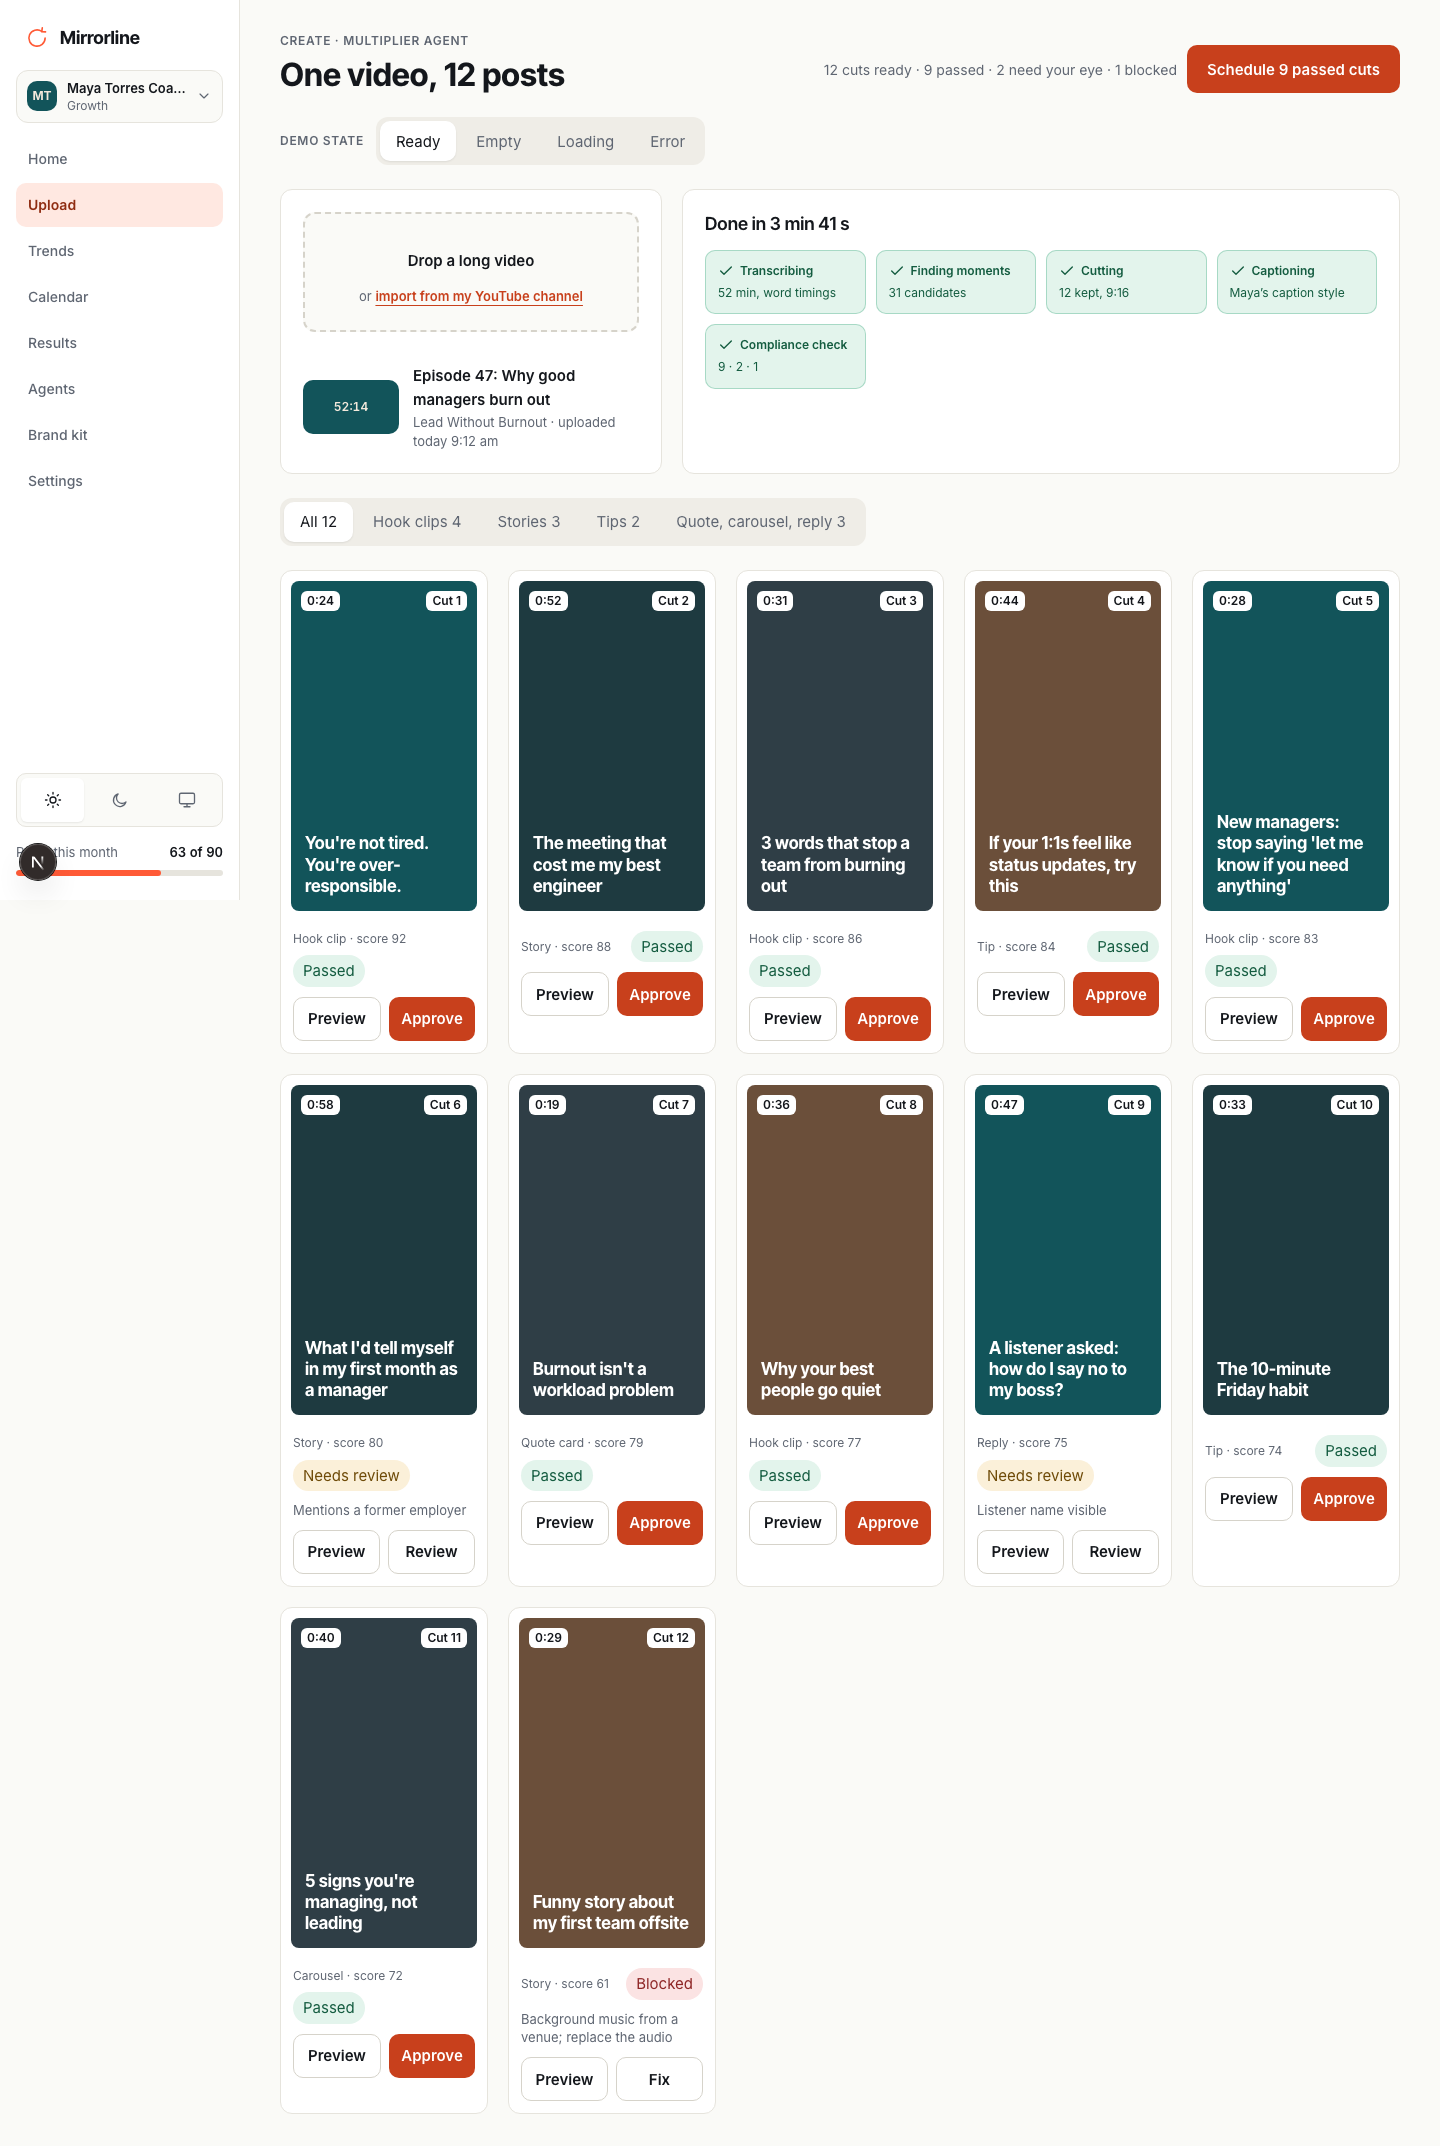 Mirrorline
MT
Maya Torres Coa...
Growth
Home
Upload
Trends
Calendar
Results
Agents
Brand kit
Settings
this month
63 of 90
N
CREATE · MULTIPLIER AGENT
One video, 12 posts
12 cuts ready · 9 passed · 2 need your eye · 1 blocked
Schedule 9 passed cuts
DEMO STATE
Ready
Empty
Loading
Error
Drop a long video
or import from my YouTube channel
52:14
Episode 47: Why good
managers burn out
Lead Without Burnout · uploaded
today 9:12 am
Done in 3 min 41 s
Transcribing
52 min, word timings
Finding moments
31 candidates
Cutting
12 kept, 9:16
Captioning
Maya’s caption style
Compliance check
9 · 2 · 1
All 12
Hook clips 4
Stories 3
Tips 2
Quote, carousel, reply 3
0:24
Cut 1
You're not tired.
You're over-
responsible.
Hook clip · score 92
Passed
Preview
Approve
0:52
Cut 2
The meeting that
cost me my best
engineer
Story · score 88
Passed
Preview
Approve
0:31
Cut 3
3 words that stop a
team from burning
out
Hook clip · score 86
Passed
Preview
Approve
0:44
Cut 4
If your 1:1s feel like
status updates, try
this
Tip · score 84
Passed
Preview
Approve
0:28
Cut 5
New managers:
stop saying 'let me
know if you need
anything'
Hook clip · score 83
Passed
Preview
Approve
0:58
Cut 6
What I'd tell myself
in my first month as
a manager
Story · score 80
Needs review
Mentions a former employer
Preview
Review
0:19
Cut 7
Burnout isn't a
workload problem
Quote card · score 79
Passed
Preview
Approve
0:36
Cut 8
Why your best
people go quiet
Hook clip · score 77
Passed
Preview
Approve
0:47
Cut 9
A listener asked:
how do I say no to
my boss?
Reply · score 75
Needs review
Listener name visible
Preview
Review
0:33
Cut 10
The 10-minute
Friday habit
Tip · score 74
Passed
Preview
Approve
0:40
Cut 11
5 signs you're
managing, not
leading
Carousel · score 72
Passed
Preview
Approve
0:29
Cut 12
Funny story about
my first team offsite
Story · score 61
Blocked
Background music from a
venue; replace the audio
Preview
Fix